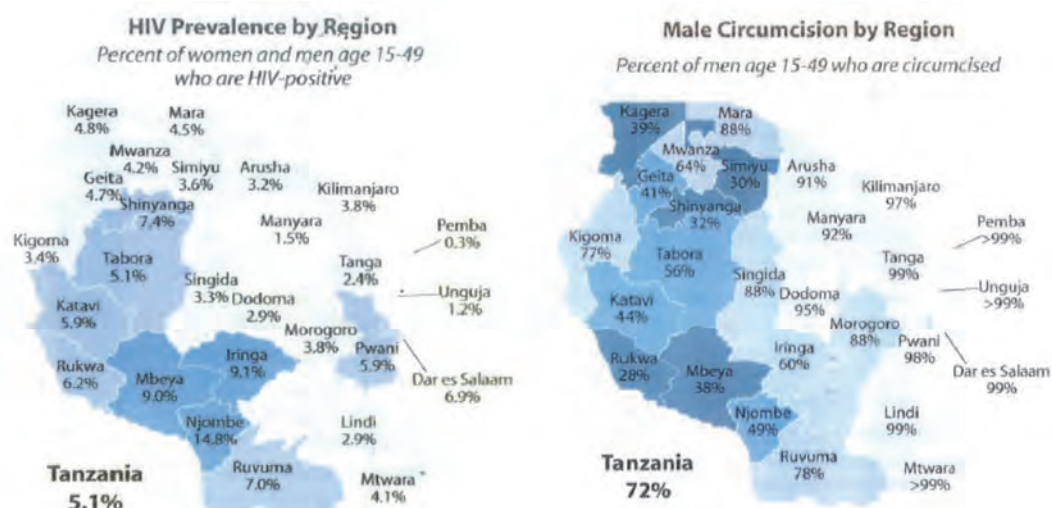 HIV Prevalence by Region
Percent of women and men age 15-49
who are HIV-positive
Kagera
4.8%
Mara
4.5%
Mwanza
4.2%
Simiyu
3.6%
Arusha
3.2%
Geita
4.7%
Kilimanjaro
3.8%
Shinyanga
7.4%
Manyara
1.5%
Pemba
0.3%
Kigoma
3.4%
Tabora
5.1%
Tanga
2.4%
Singida
3.3%
Unguja
1.2%
Dodoma
2.9%
Katavi
5.9%
Morogoro
3.8%
Pwani
5.9%
Iringa
9.1%
Rukwa
6.2%
Mbeya
9.0%
Dar es Salaam
6.9%
Njombe
14.8%
Lindi
2.9%
Ruvuma
7.0%
Mtwara
4.1%
Tanzania
5.1%
Male Circumcision by Region
Percent of men age 15-49 who are circumcised
Kagera
39%
Mara
88%
Mwanza
64%
Simiyu
30%
Arusha
91%
Geita
41%
Kilimanjaro
97%
Shinyanga
32%
Manyara
92%
Pemba
>99%
Kigoma
77%
Tabora
56%
Tanga
99%
Singida
88%
Unguja
>99%
Dodoma
95%
Katavi
44%
Morogoro
88%
Pwani
98%
Iringa
60%
Rukwa
28%
Mbeya
38%
Dar es Salaam
99%
Njombe
49%
Lindi
99%
Ruvuma
78%
Mtwara
>99%
Tanzania
72%